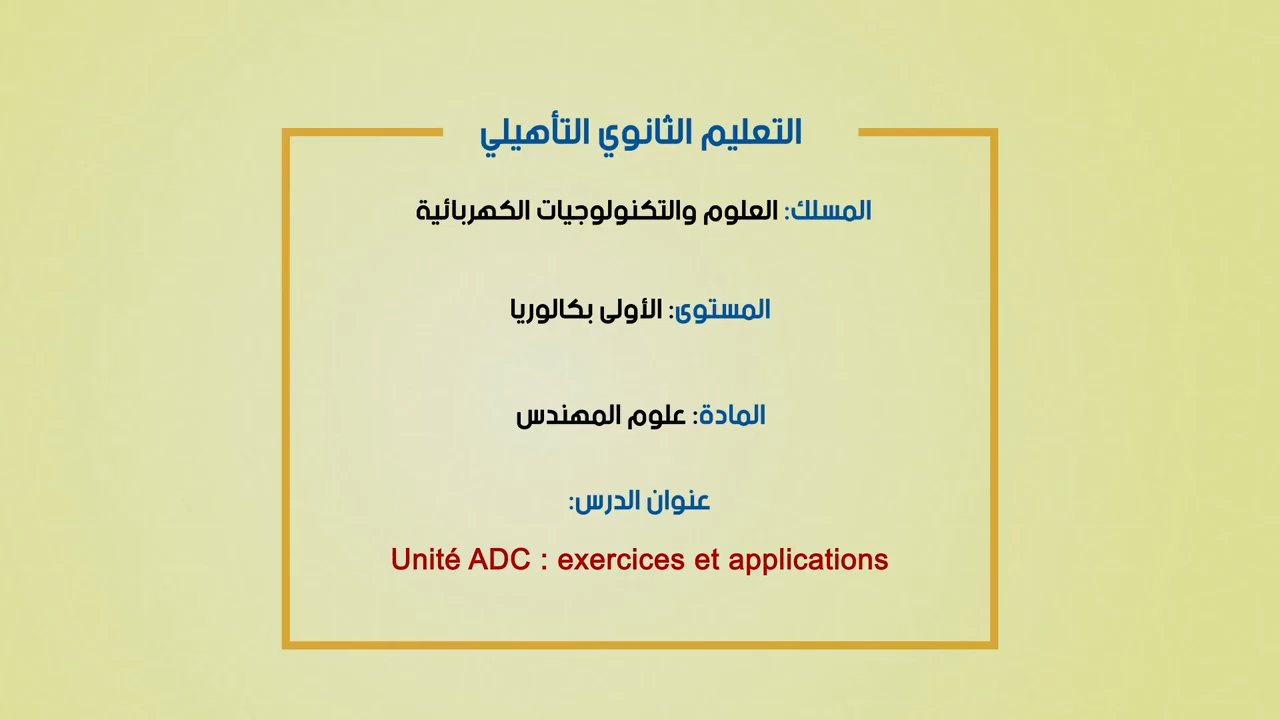 التعليم الثانوي التأهيلي
المسلك: العلوم والتكنولوجيات الكهربائية
المستوى: الأولى بكالوريا
المادة: علوم المهندس
عنوان الدرس:
Unité ADC : exercices et applications